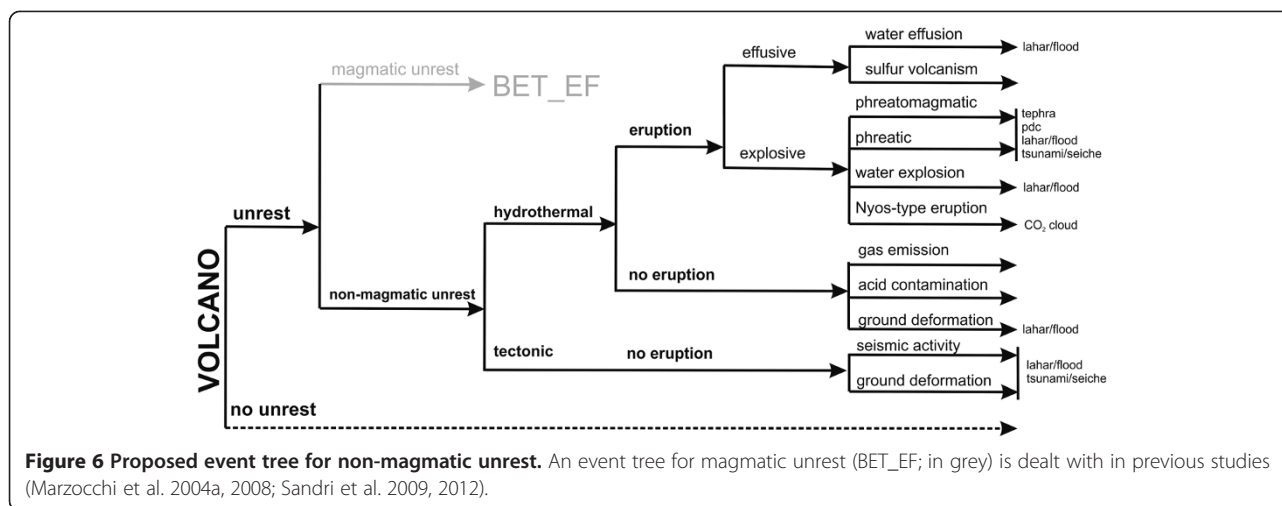 water effusion
lahar/flood
effusive
sulfur volcanism
magmatic unrest
BET_EF
phreatomagmatic
tephra
pdc
lahar/flood
tsunami/seiche
eruption
phreatic
explosive
water explosion
lahar/flood
unrest
hydrothermal
Nyos-type eruption
CO₂ cloud
gas emission
no eruption
acid contamination
non-magmatic unrest
ground deformation
lahar/flood
VOLCANO
tectonic
no eruption
seismic activity
lahar/flood
tsunami/seiche
ground deformation
no unrest
Figure 6 Proposed event tree for non-magmatic unrest. An event tree for magmatic unrest (BET_EF; in grey) is dealt with in previous studies
(Marzocchi et al. 2004a, 2008; Sandri et al. 2009, 2012).